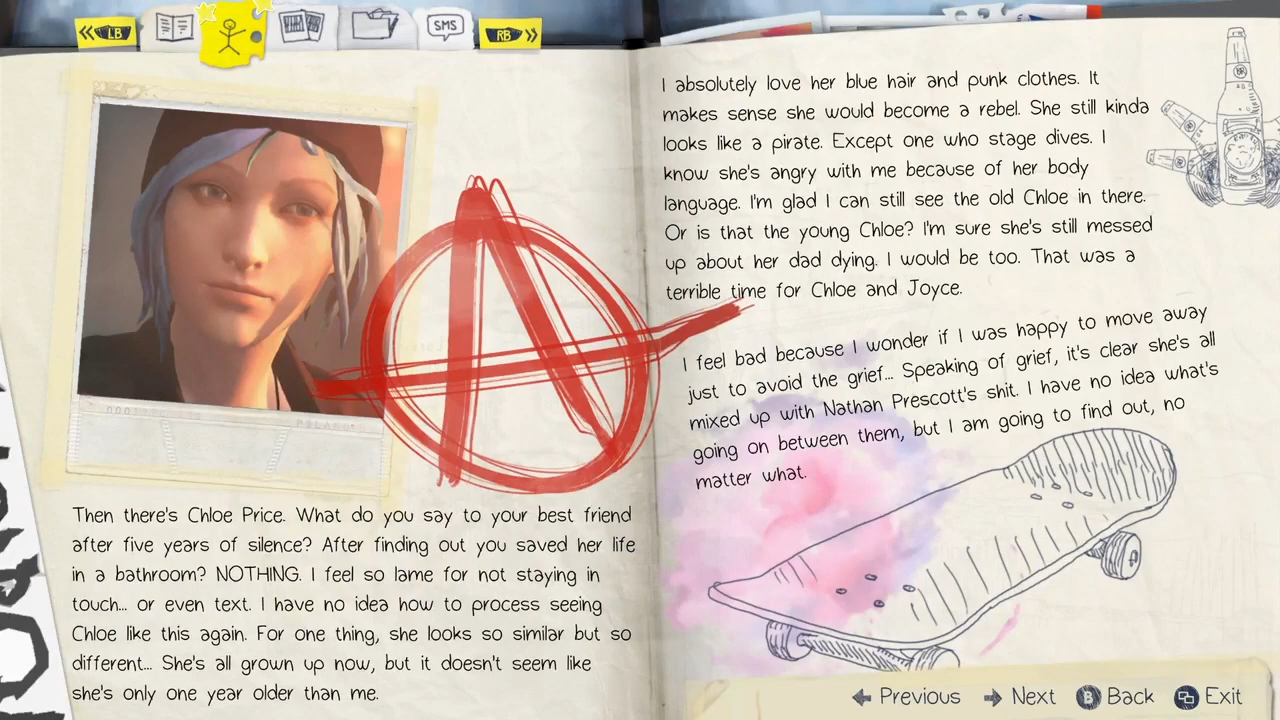 LB
SMS
RB
Then there's Chloe Price. What do you say to your best friend
after five years of silence? After finding out you saved her life
in a bathroom? NOTHING. I feel so lame for not staying in
touch... or even text. I have no idea how to process seeing
Chloe like this again. For one thing, she looks so similar but so
different... She's all grown up now, but it doesn't seem like
she's only one year older than me.
I absolutely love her blue hair and punk clothes. It
makes sense she would become a rebel. She still kinda
looks like a pirate. Except one who stage dives. I
know she's angry with me because of her body
language. I'm glad I can still see the old Chloe in there.
Or is that the young Chloe? I'm sure she's still messed
up about her dad dying. I would be too. That was a
terrible time for Chloe and Joyce.
I feel bad because I wonder if I was happy to move away
just to avoid the grief... Speaking of grief, it's clear she's all
mixed up with Nathan Prescott's shit. I have no idea what's
going on between them, but I am going to find out, no
matter what.
Previous Next B Back Exit